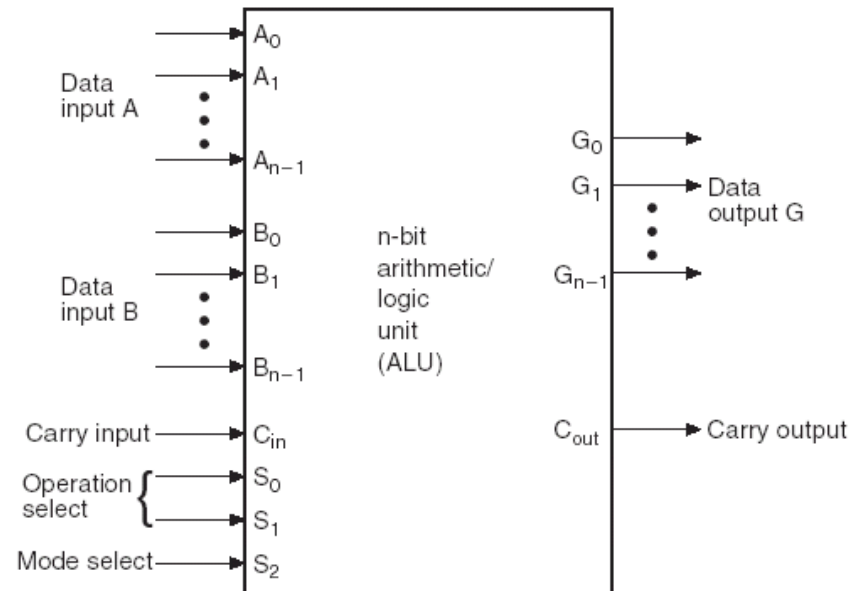 Data
input A
A₀
A₁
Aₙ₋₁
Data
input B
B₀
B₁
Bₙ₋₁
Carry input
Cᵢₙ
Operation
select
{
S₀
S₁
Mode select
S₂
n-bit
arithmetic/
logic
unit
(ALU)
G₀
G₁
Gₙ₋₁
Data
output G
Cₒᵤₜ
Carry output